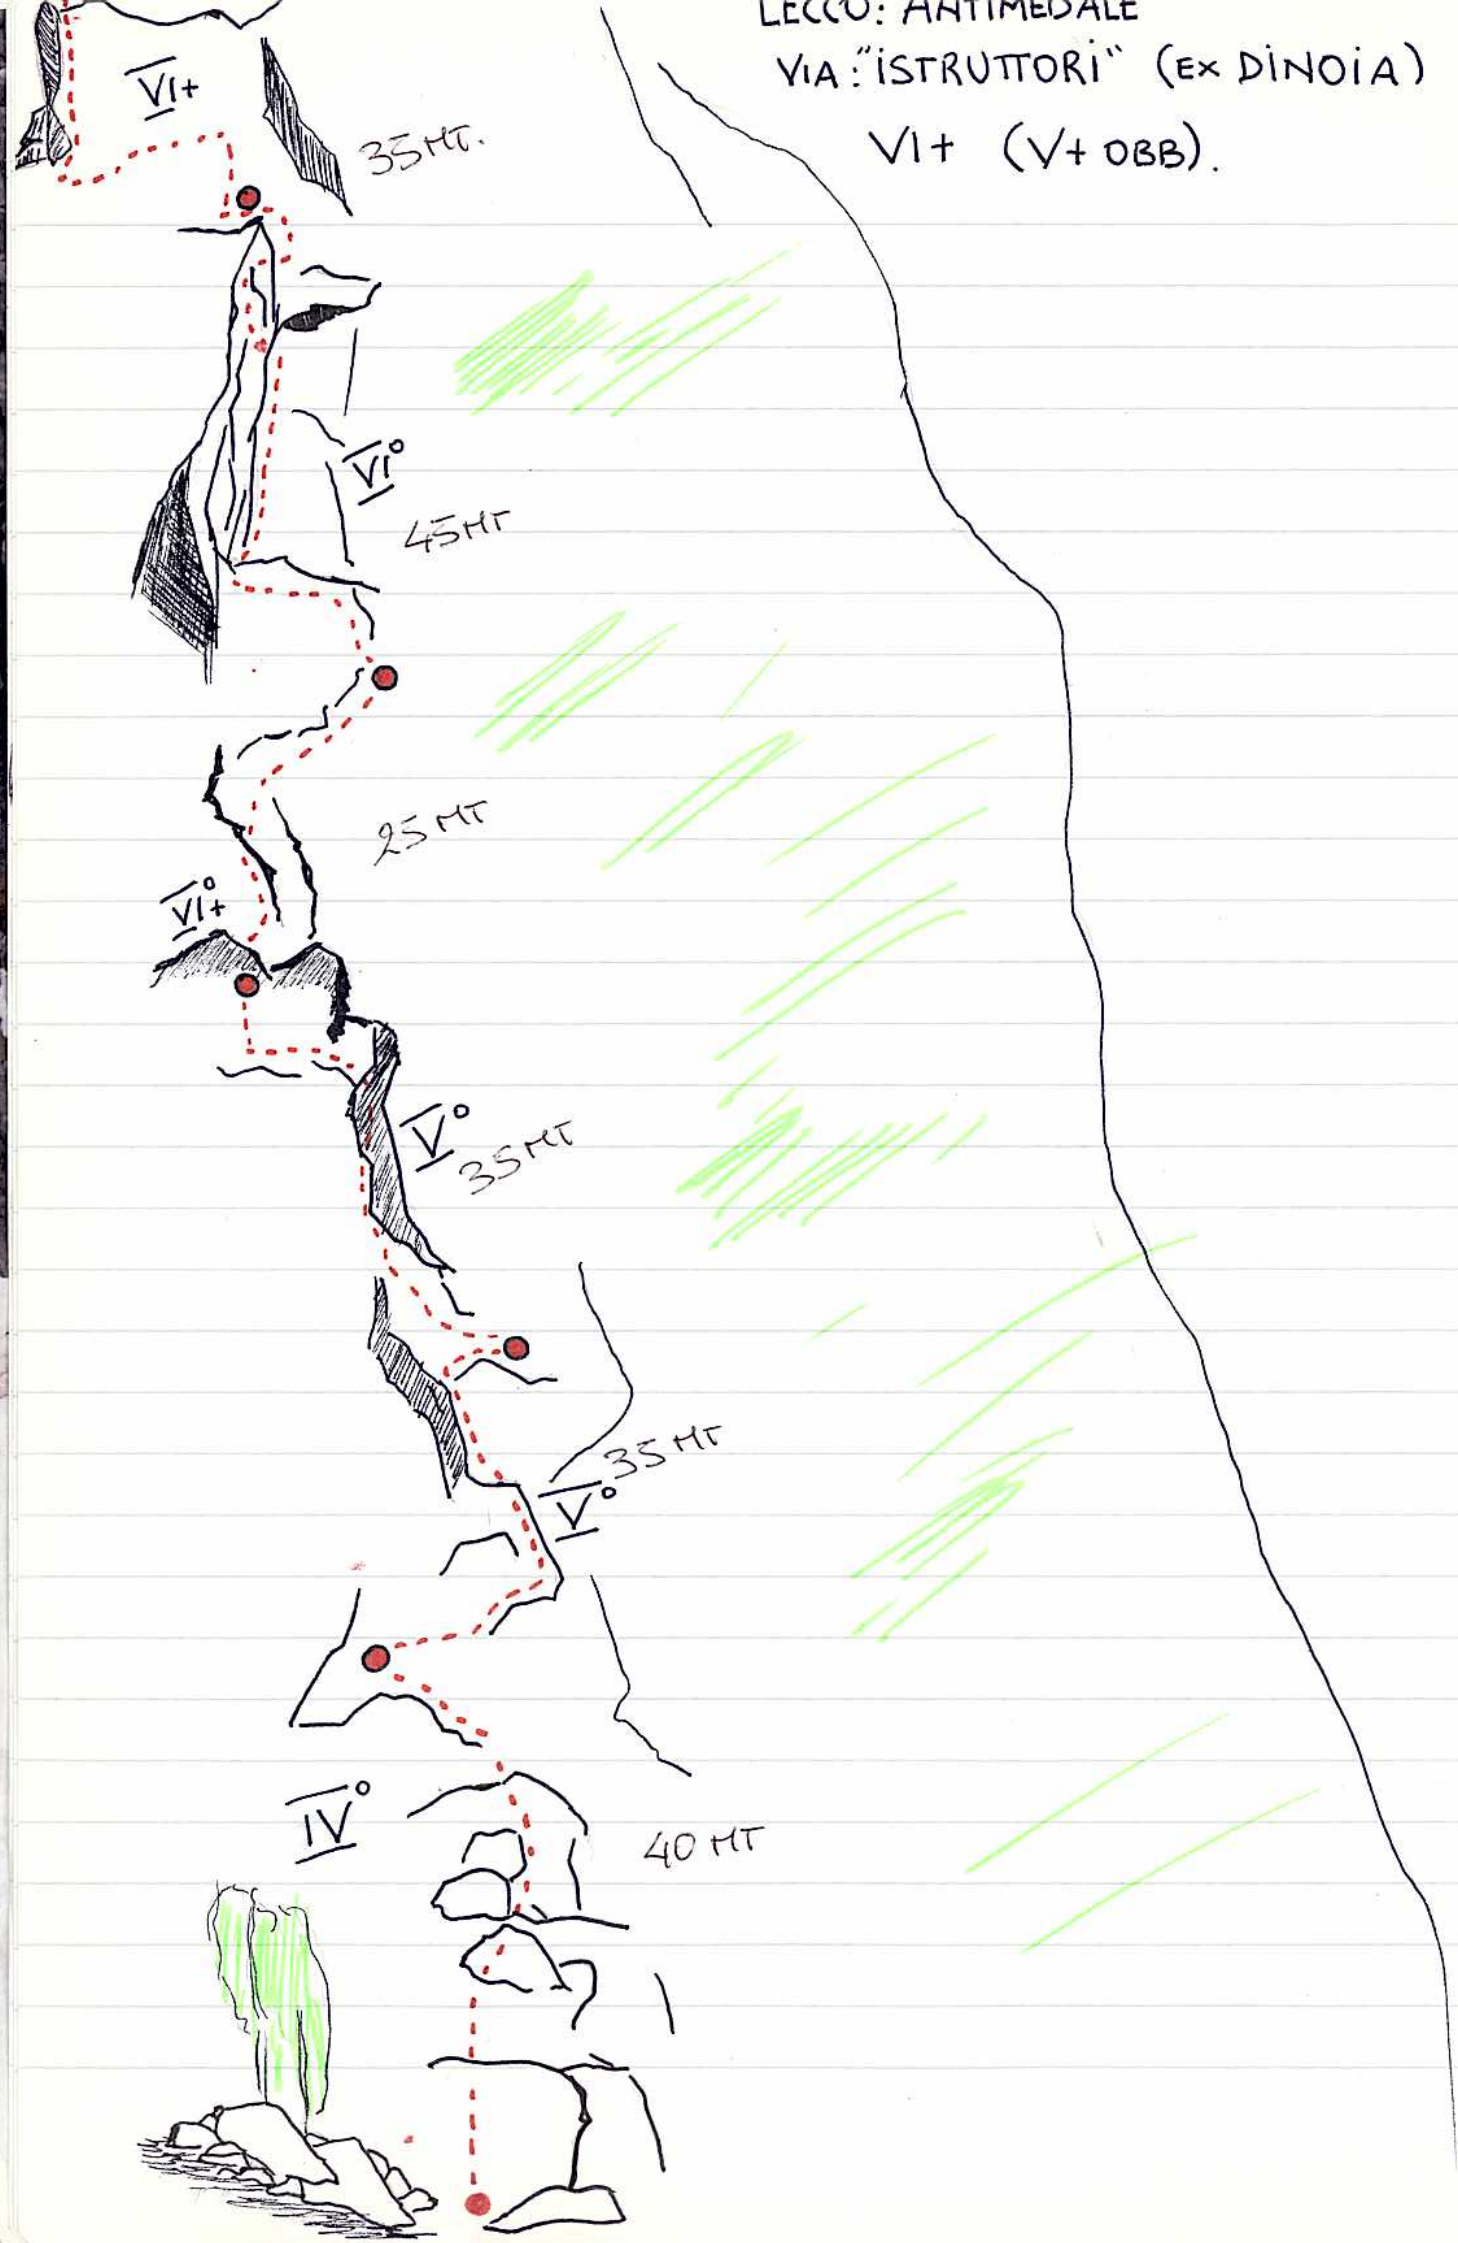 LECCO: ANTIMEDALE
VIA: "iSTRUTTORi" (EX DiNOiA)
VI+ (V+ OBB).
VI+
35 MT.
VI°
45 MT
25 MT
VI+°
V°
35 MT
35 MT
V°
IV°
40 MT